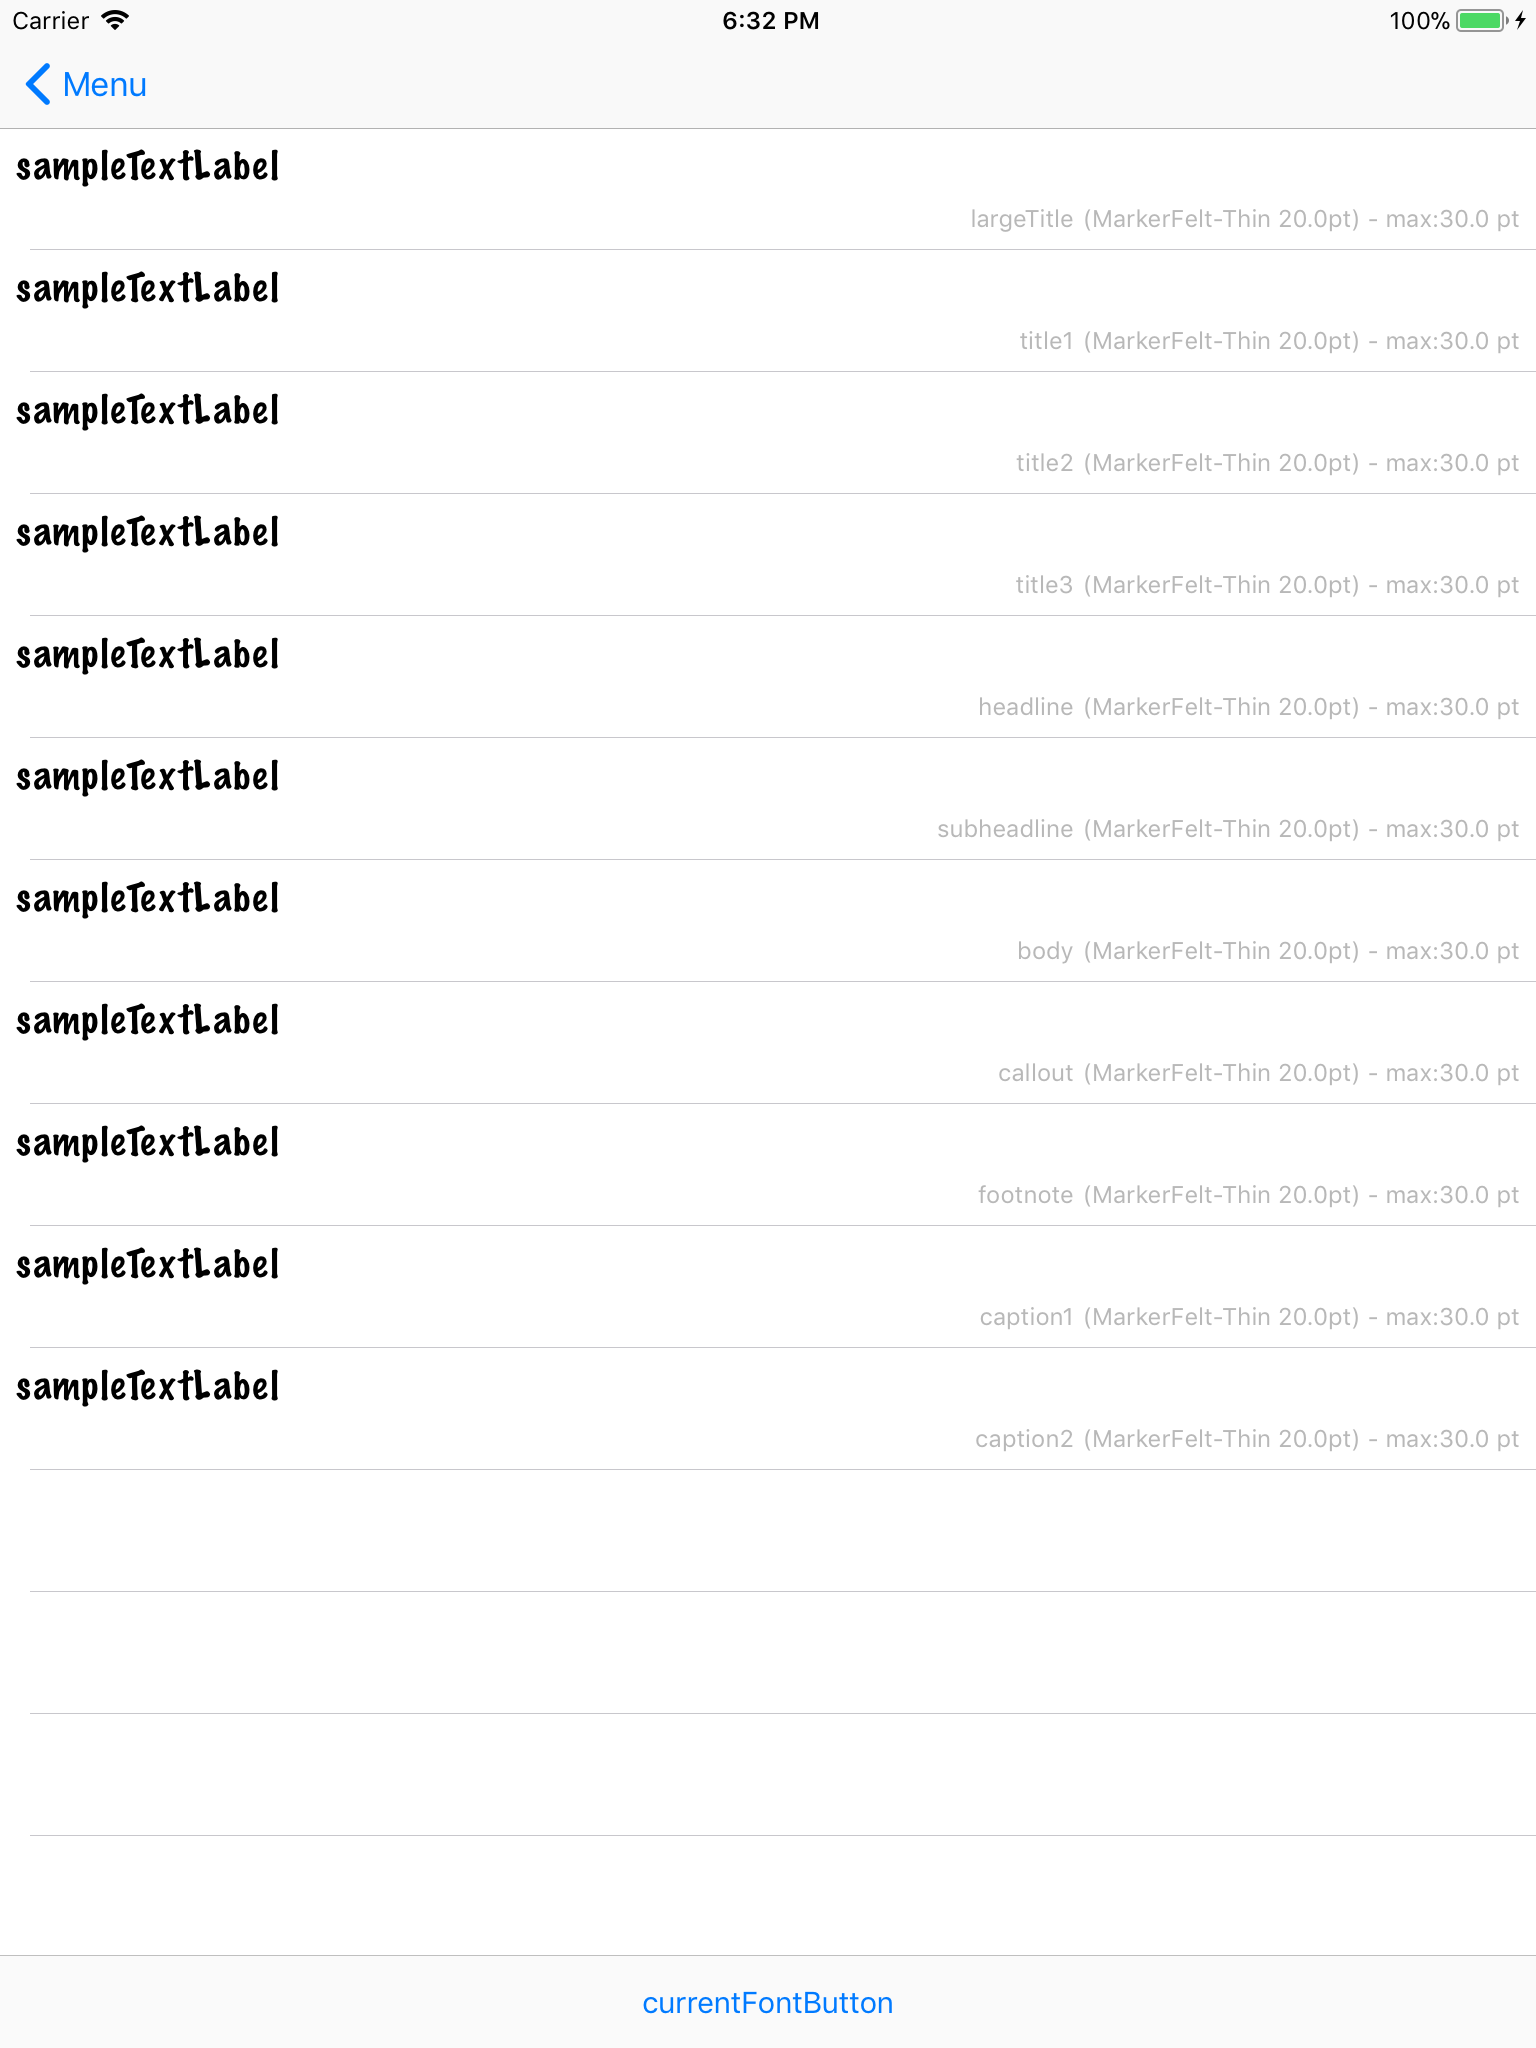 Carrier 6:32 PM 100%
Menu
sampleTextLabel
largeTitle (MarkerFelt-Thin 20.0pt) - max:30.0 pt
sampleTextLabel
title1 (MarkerFelt-Thin 20.0pt) - max:30.0 pt
sampleTextLabel
title2 (MarkerFelt-Thin 20.0pt) - max:30.0 pt
sampleTextLabel
title3 (MarkerFelt-Thin 20.0pt) - max:30.0 pt
sampleTextLabel
headline (MarkerFelt-Thin 20.0pt) - max:30.0 pt
sampleTextLabel
subheadline (MarkerFelt-Thin 20.0pt) - max:30.0 pt
sampleTextLabel
body (MarkerFelt-Thin 20.0pt) - max:30.0 pt
sampleTextLabel
callout (MarkerFelt-Thin 20.0pt) - max:30.0 pt
sampleTextLabel
footnote (MarkerFelt-Thin 20.0pt) - max:30.0 pt
sampleTextLabel
caption1 (MarkerFelt-Thin 20.0pt) - max:30.0 pt
sampleTextLabel
caption2 (MarkerFelt-Thin 20.0pt) - max:30.0 pt
currentFontButton